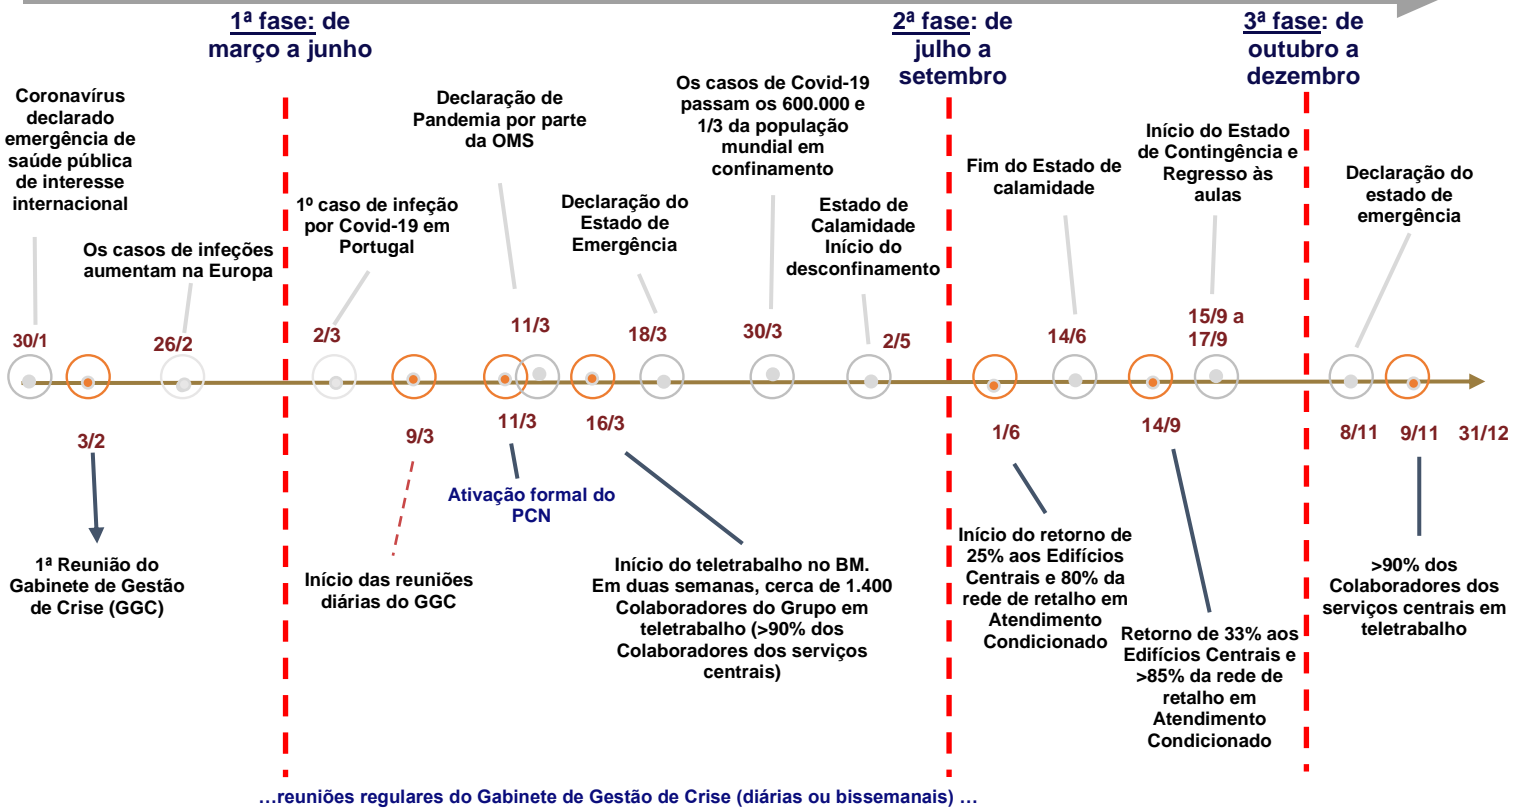 1ª fase: de
março a junho
2ª fase: de
julho a
setembro
3ª fase: de
outubro a
dezembro
Coronavírus
declarado
emergência de
saúde pública
de interesse
internacional
Os casos de infeções
aumentam na Europa
1º caso de infeção
por Covid-19 em
Portugal
Declaração de
Pandemia por parte
da OMS
Declaração do
Estado de
Emergência
Os casos de Covid-19
passam os 600.000 e
1/3 da população
mundial em
confinamento
Estado de
Calamidade
Início do
desconfinamento
Fim do Estado de
calamidade
Início do Estado
de Contingência e
Regresso às
aulas
Declaração do
estado de
emergência
30/1
26/2
2/3
11/3
18/3
30/3
2/5
14/6
15/9 a
17/9
3/2
9/3
11/3
16/3
1/6
14/9
8/11
9/11
31/12
1ª Reunião do
Gabinete de Gestão
de Crise (GGC)
Início das reuniões
diárias do GGC
Ativação formal do
PCN
Início do teletrabalho no BM.
Em duas semanas, cerca de 1.400
Colaboradores do Grupo em
teletrabalho (>90% dos
Colaboradores dos serviços
centrais)
Início do retorno de
25% aos Edifícios
Centrais e 80% da
rede de retalho em
Atendimento
Condicionado
Retorno de 33% aos
Edifícios Centrais e
>85% da rede de
retalho em
Atendimento
Condicionado
>90% dos
Colaboradores dos
serviços centrais em
teletrabalho
…reuniões regulares do Gabinete de Gestão de Crise (diárias ou bissemanais) …